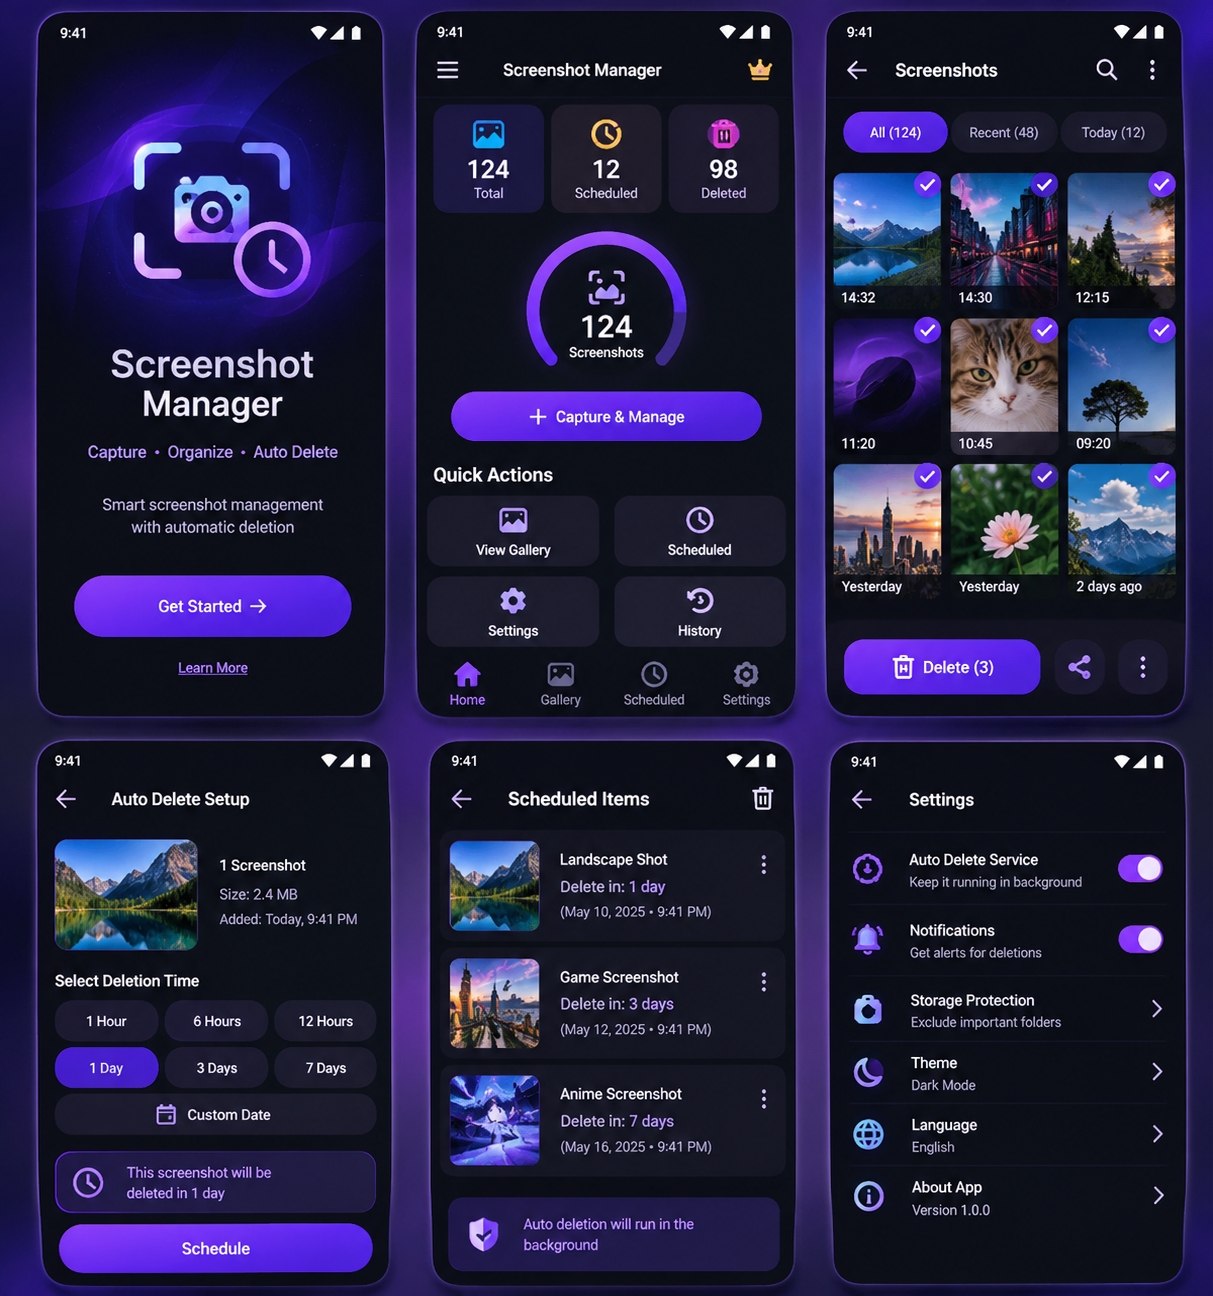 9:41
Screenshot
Manager
Capture • Organize • Auto Delete
Smart screenshot management
with automatic deletion
Get Started →
Learn More
9:41
Screenshot Manager
124
Total
12
Scheduled
98
Deleted
124
Screenshots
+ Capture & Manage
Quick Actions
View Gallery
Scheduled
Settings
History
Home
Gallery
Scheduled
Settings
9:41
Screenshots
All (124)
Recent (48)
Today (12)
14:32
14:30
12:15
11:20
10:45
09:20
Yesterday
Yesterday
2 days ago
Delete (3)
9:41
Auto Delete Setup
1 Screenshot
Size: 2.4 MB
Added: Today, 9:41 PM
Select Deletion Time
1 Hour
6 Hours
12 Hours
1 Day
3 Days
7 Days
Custom Date
This screenshot will be
deleted in 1 day
Schedule
9:41
Scheduled Items
Landscape Shot
Delete in: 1 day
(May 10, 2025 • 9:41 PM)
Game Screenshot
Delete in: 3 days
(May 12, 2025 • 9:41 PM)
Anime Screenshot
Delete in: 7 days
(May 16, 2025 • 9:41 PM)
Auto deletion will run in the
background
9:41
Settings
Auto Delete Service
Keep it running in background
Notifications
Get alerts for deletions
Storage Protection
Exclude important folders
Theme
Dark Mode
Language
English
About App
Version 1.0.0